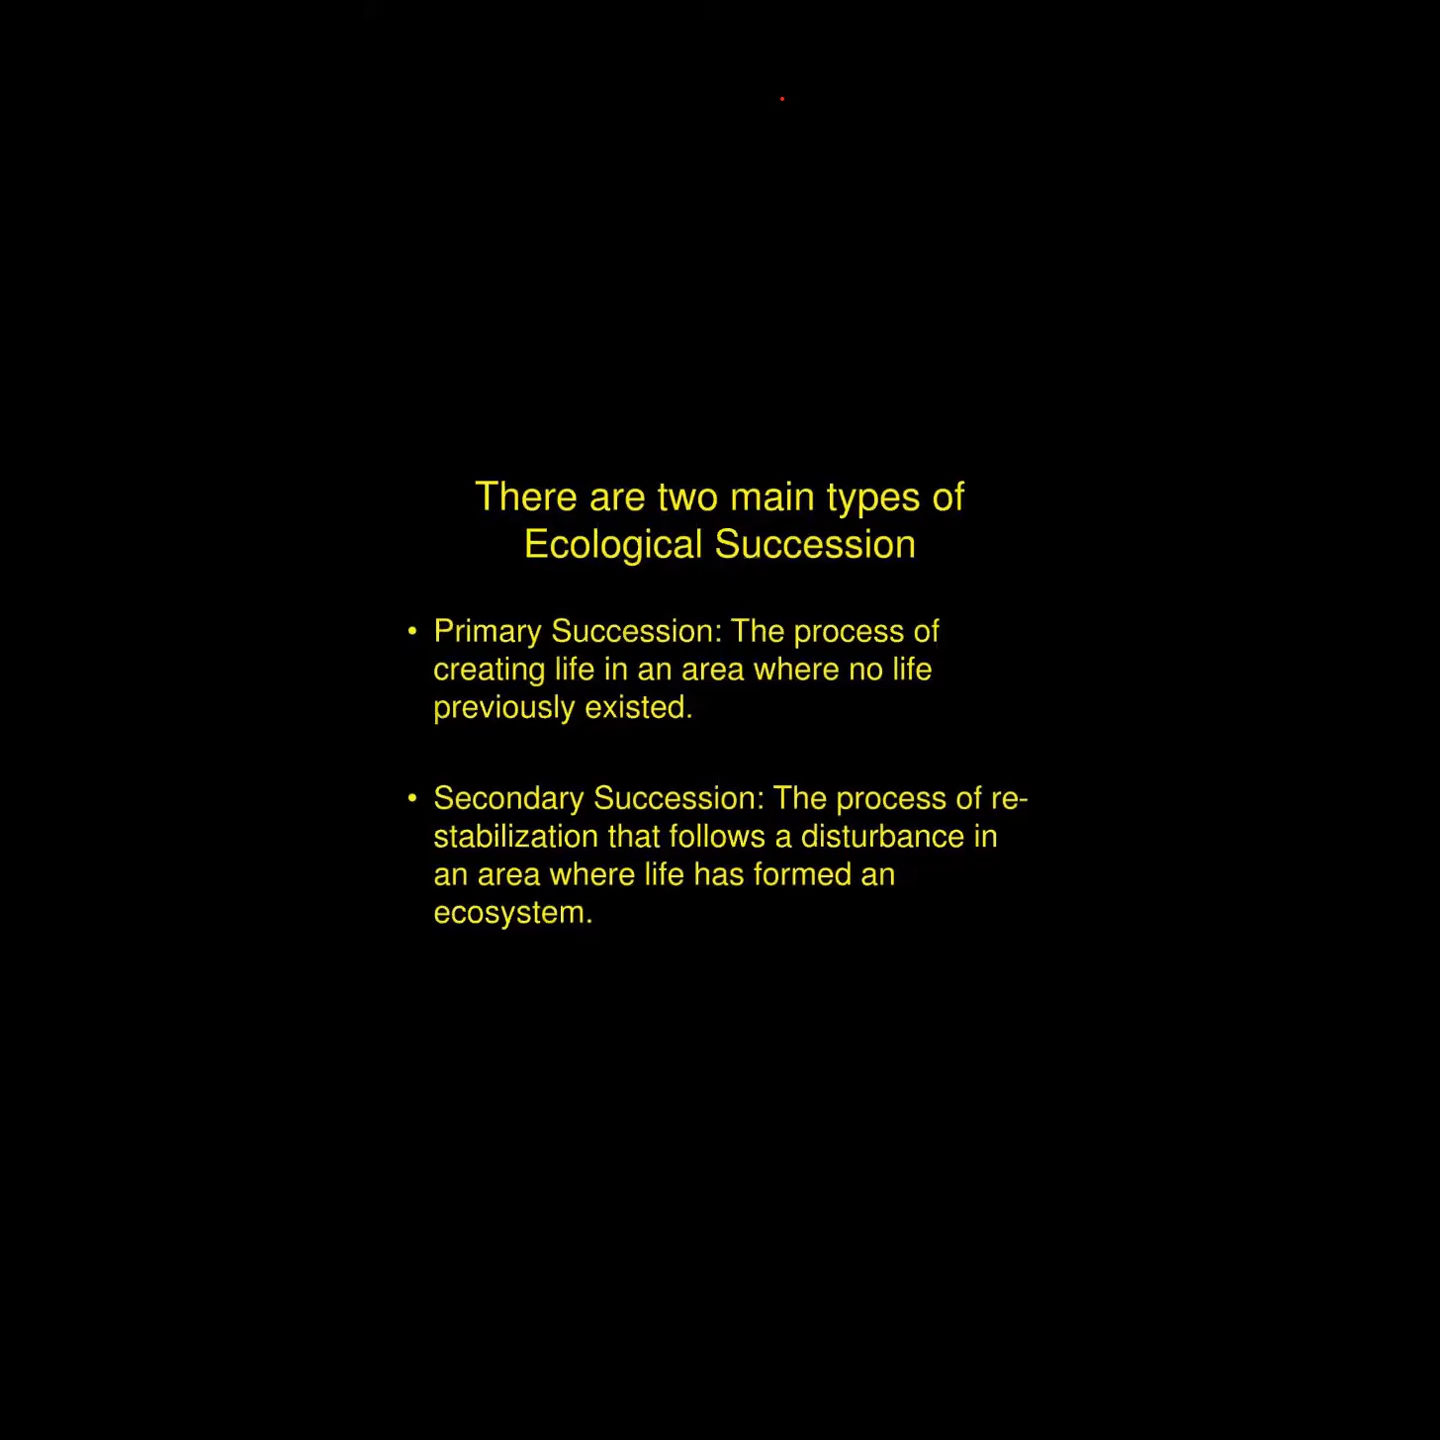 There are two main types of
Ecological Succession
• Primary Succession: The process of
creating life in an area where no life
previously existed.
• Secondary Succession: The process of re-
stabilization that follows a disturbance in
an area where life has formed an
ecosystem.